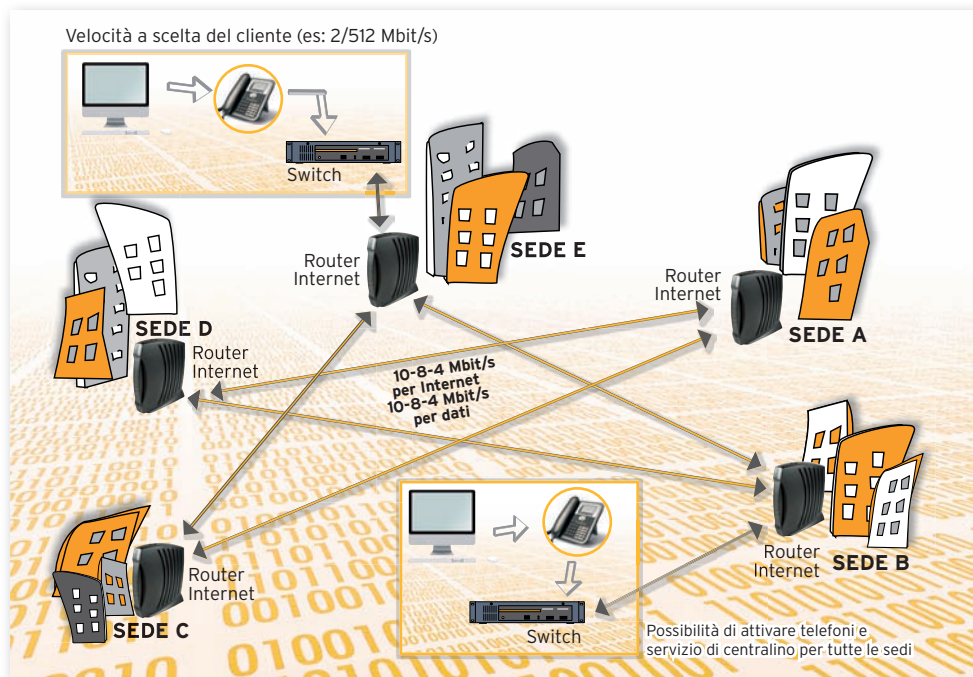 Velocità a scelta del cliente (es: 2/512 Mbit/s)
Switch
SEDE E
Router
Internet
Router
Internet
SEDE A
SEDE D
Router
Internet
10-8-4 Mbit/s
per Internet
10-8-4 Mbit/s
per dati
Router
Internet
SEDE B
Router
Internet
SEDE C
Switch
Possibilità di attivare telefoni e
servizio di centralino per tutte le sedi